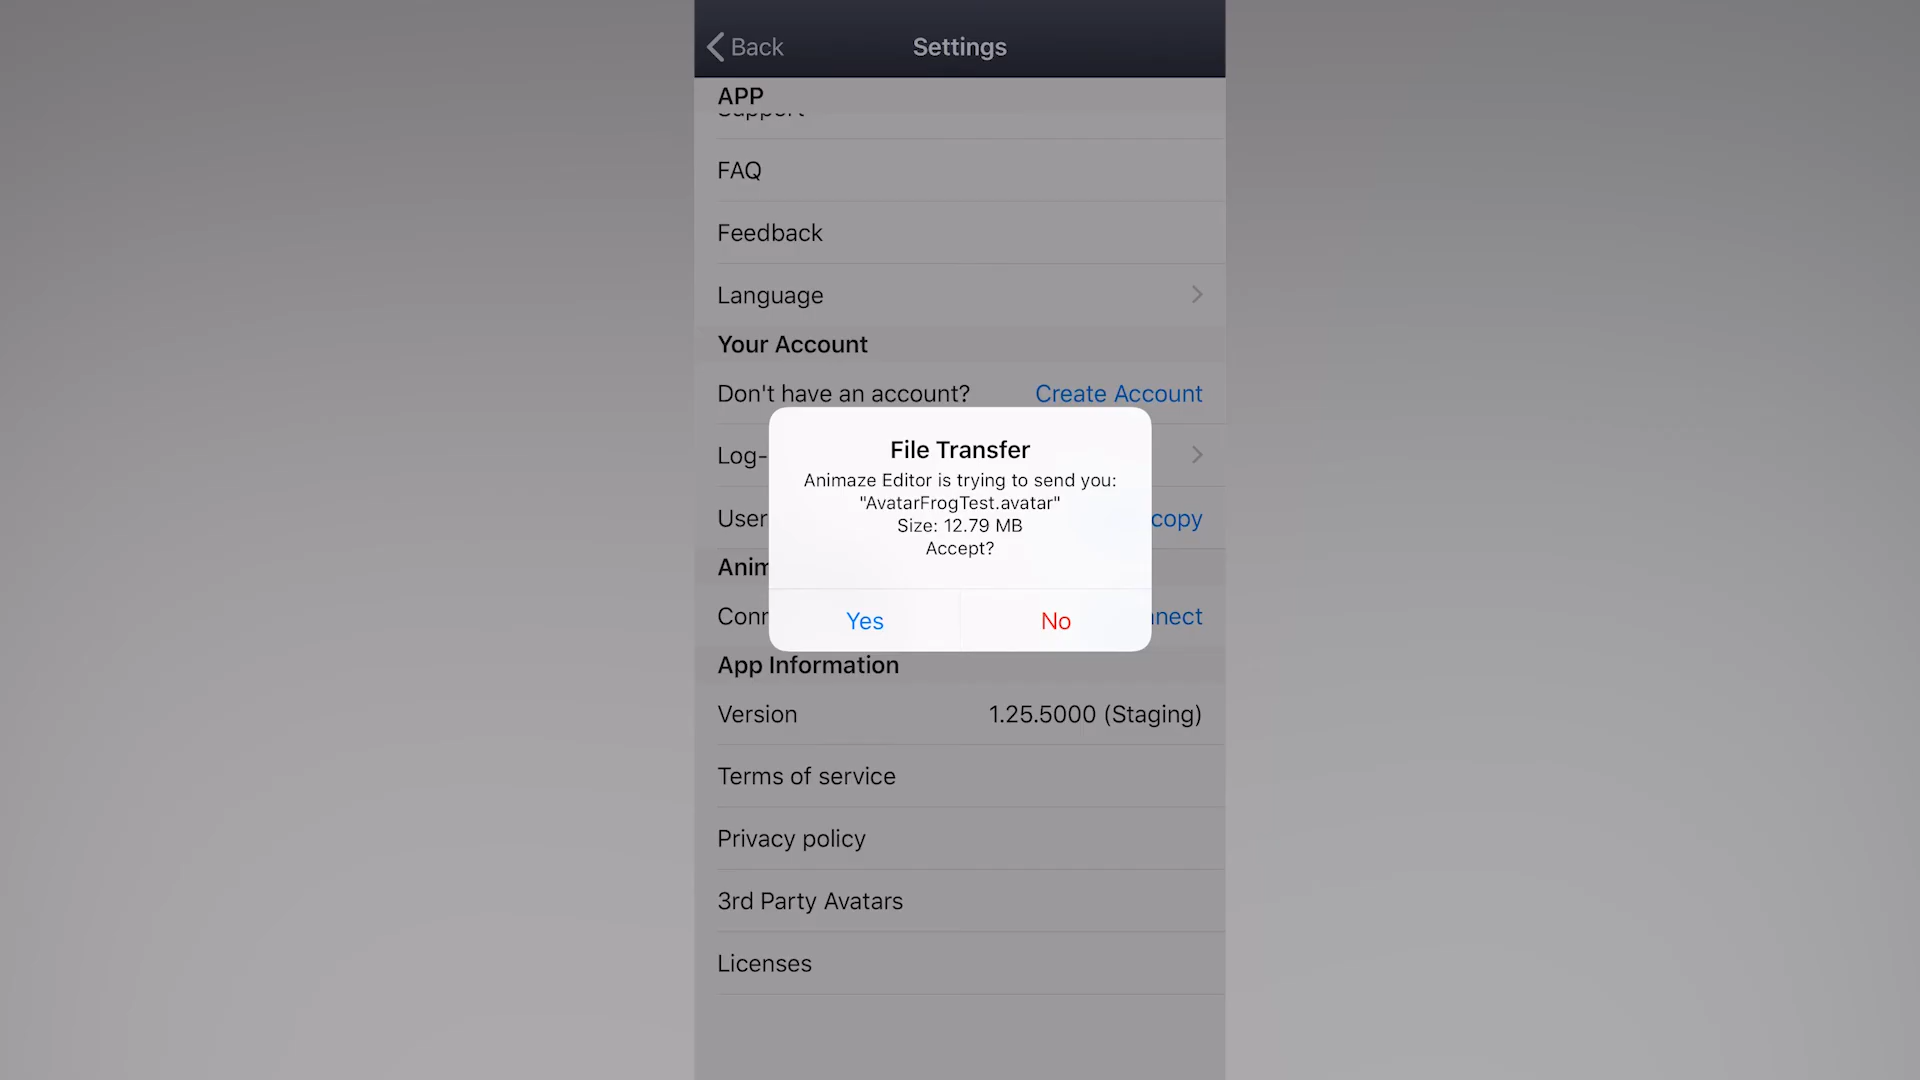 Back
Settings
APP
Support
FAQ
Feedback
Language
Your Account
Don't have an account?
Create Account
Log-
User
copy
Anim
Conn
nnect
File Transfer
Animaze Editor is trying to send you:
"AvatarFrogTest.avatar"
Size: 12.79 MB
Accept?
Yes
No
App Information
Version
1.25.5000 (Staging)
Terms of service
Privacy policy
3rd Party Avatars
Licenses